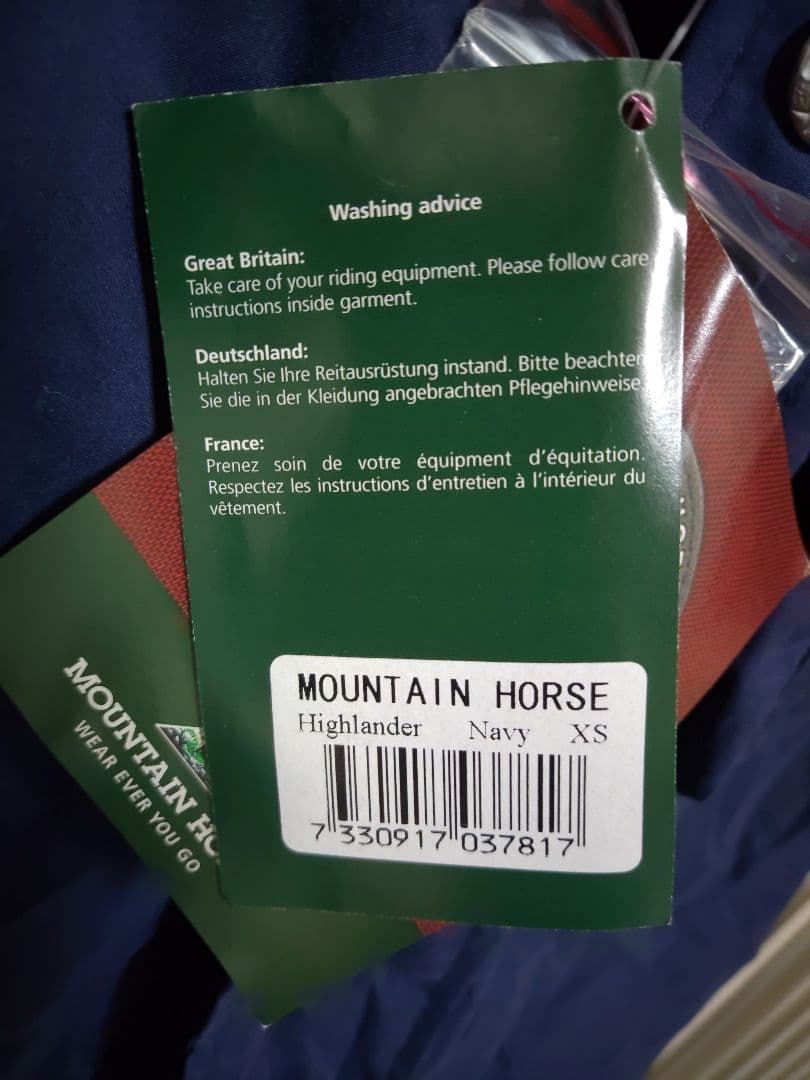 Washing advice
Great Britain:
Take care of your riding equipment. Please follow care
instructions inside garment.
Deutschland:
Halten Sie Ihre Reitausrüstung instand. Bitte beachten
Sie die in der Kleidung angebrachten Pflegehinweise.
France:
Prenez soin de votre équipment d'équitation.
Respectez les instructions d'entretien à l'intérieur du
vêtement.
MOUNTAIN HORSE
Highlander Navy XS
7 330917 037817
MOUNTAIN HO
WEAR EVER YOU GO